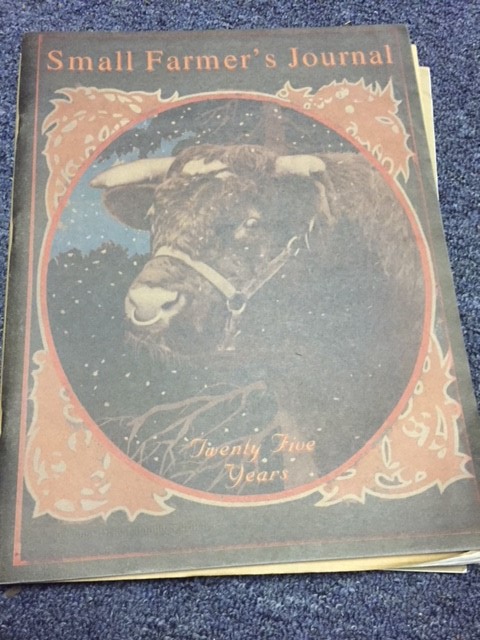 Small Farmer's Journal
Twenty Five
Years